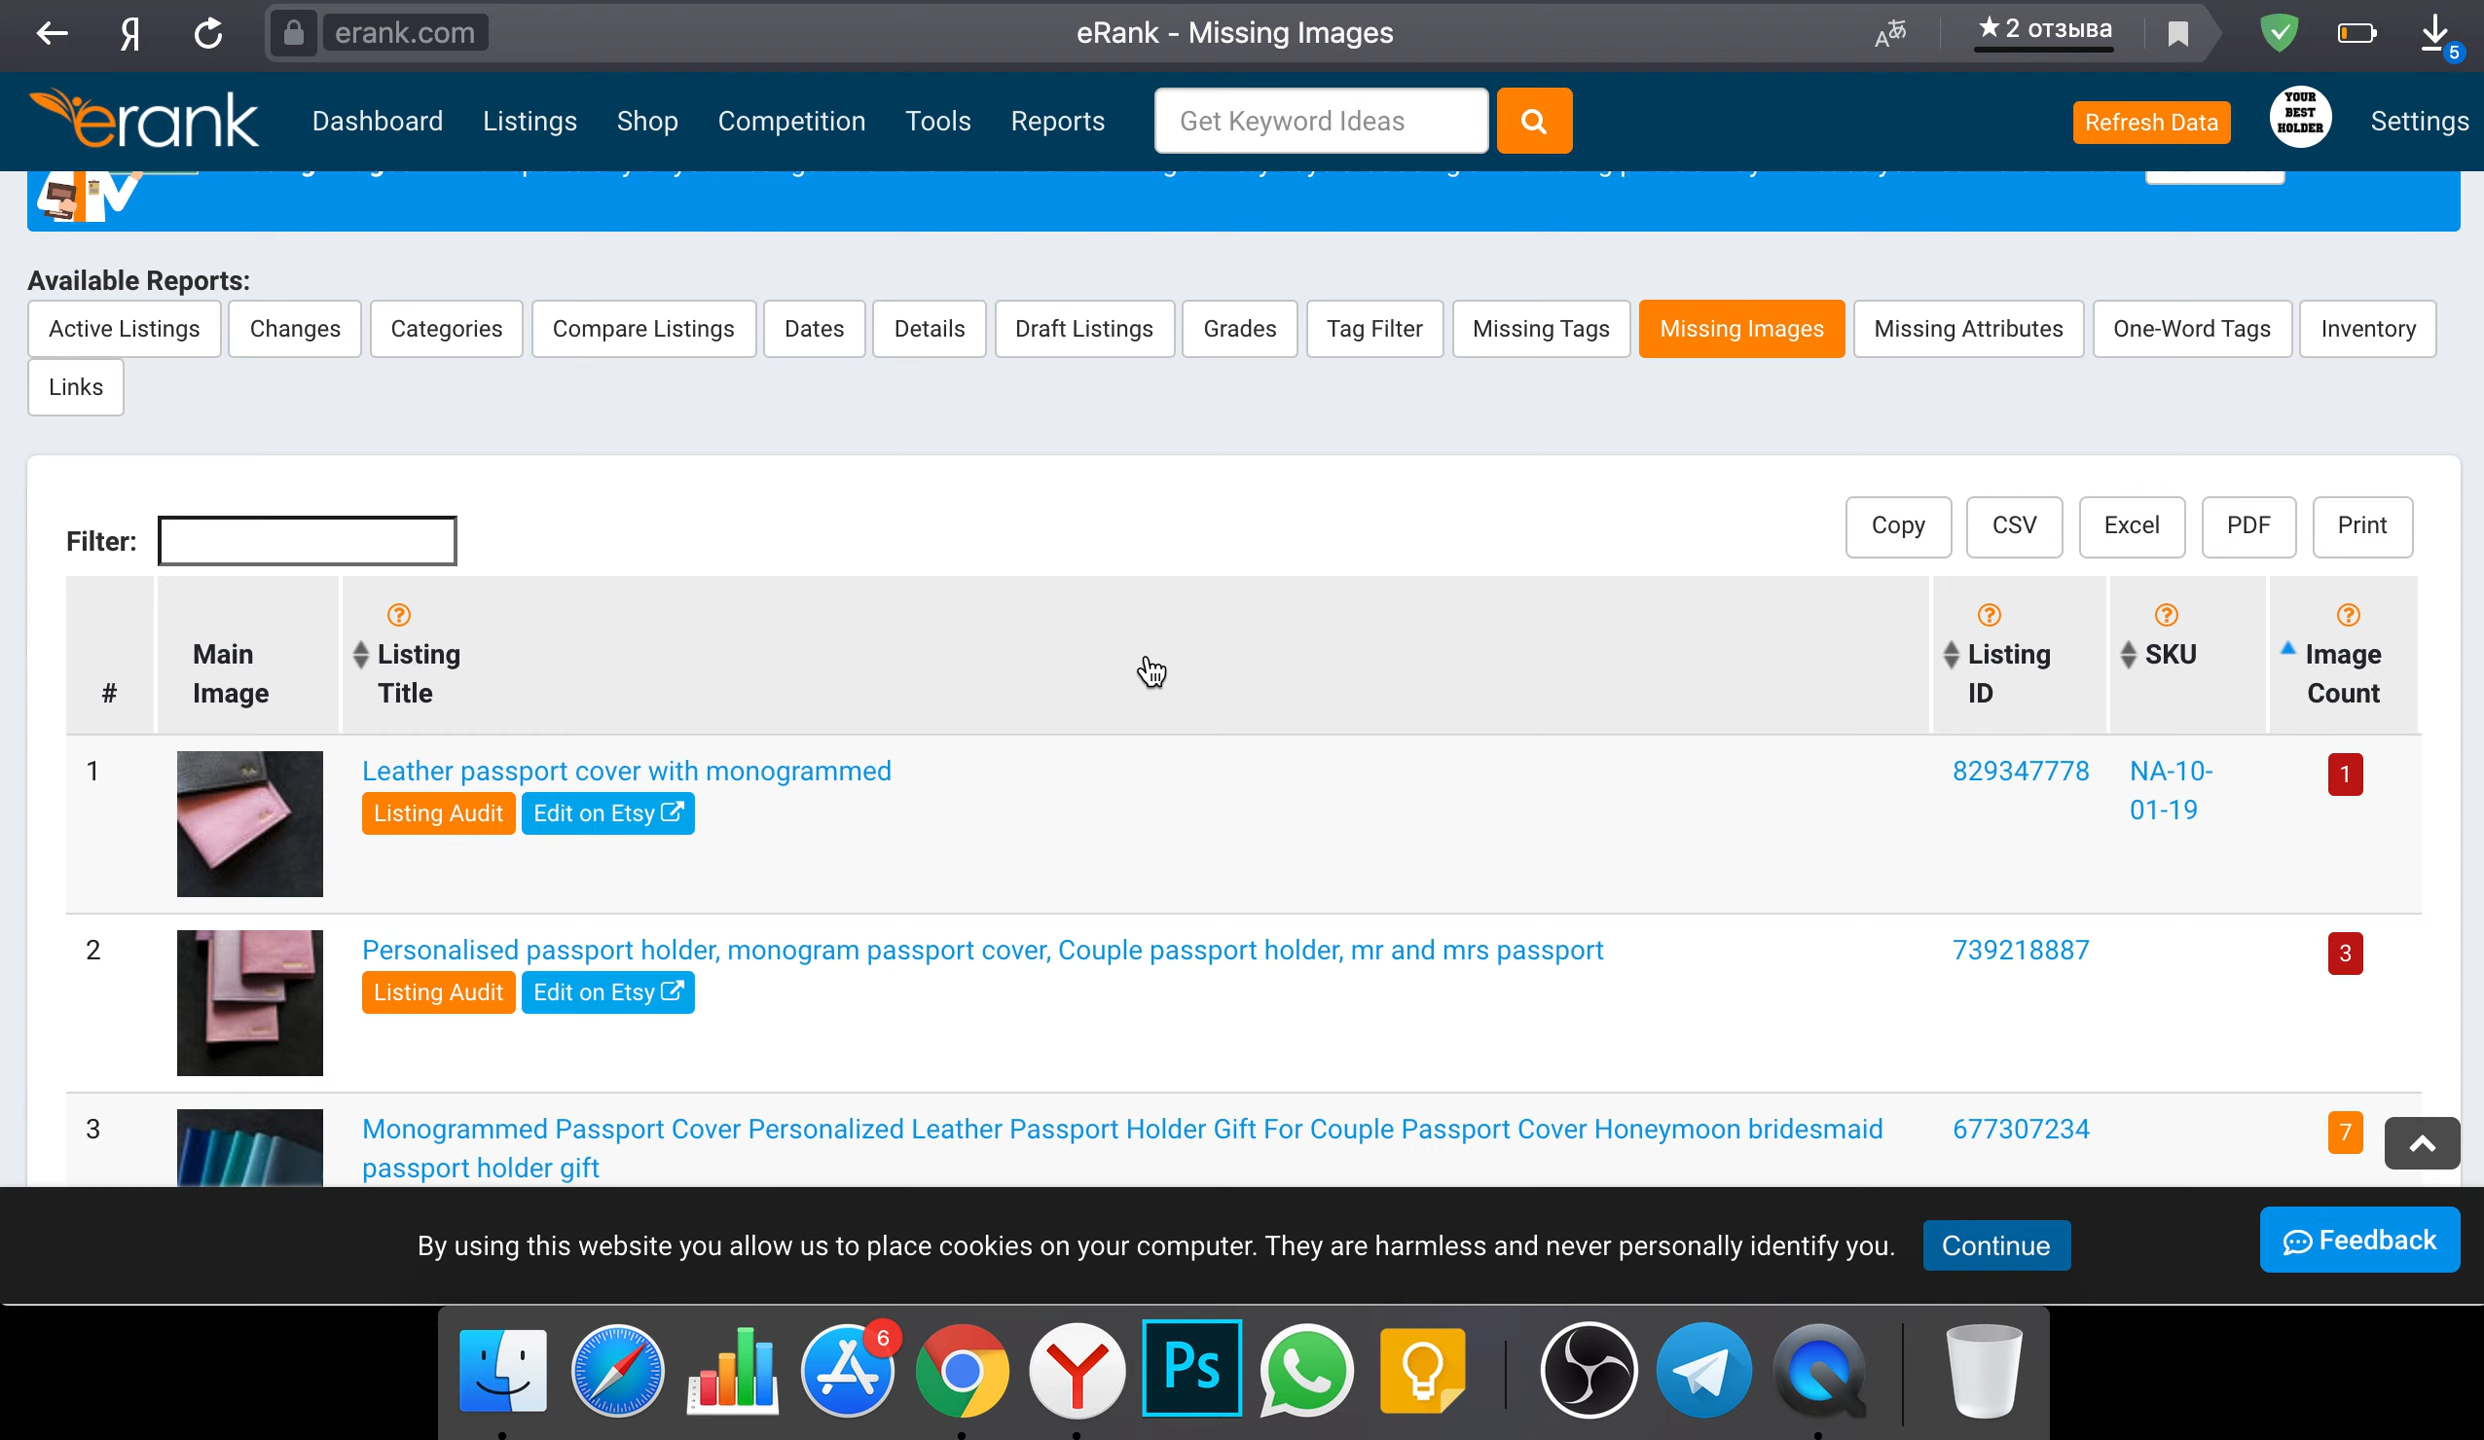 Я
erank.com
eRank - Missing Images
★ 2 отзыва
5
erank
Dashboard
Listings
Shop
Competition
Tools
Reports
Get Keyword Ideas
Refresh Data
YOUR
BEST
HOLDER
Settings
Available Reports:
Active Listings
Changes
Categories
Compare Listings
Dates
Details
Draft Listings
Grades
Tag Filter
Missing Tags
Missing Images
Missing Attributes
One-Word Tags
Inventory
Links
Filter:
Copy
CSV
Excel
PDF
Print
#
Main
Image
Listing
Title
Listing
ID
SKU
Image
Count
1
Leather passport cover with monogrammed
Listing Audit
Edit on Etsy
829347778
NA-10-
01-19
1
2
Personalised passport holder, monogram passport cover, Couple passport holder, mr and mrs passport
Listing Audit
Edit on Etsy
739218887
3
3
Monogrammed Passport Cover Personalized Leather Passport Holder Gift For Couple Passport Cover Honeymoon bridesmaid
passport holder gift
677307234
7
By using this website you allow us to place cookies on your computer. They are harmless and never personally identify you.
Continue
Feedback
6
Ps